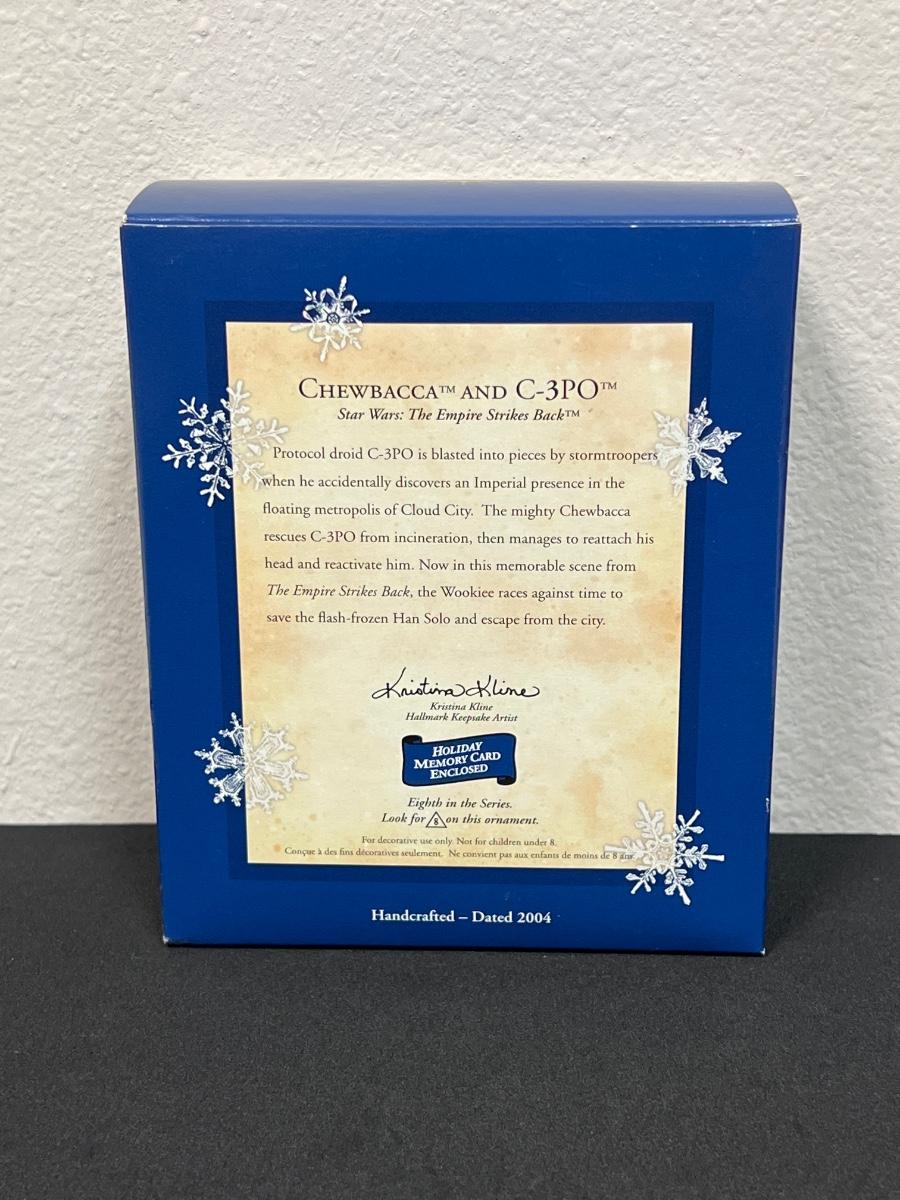 CHEWBACCA™ AND C-3PO™
Star Wars: The Empire Strikes Back™
Protocol droid C-3PO is blasted into pieces by stormtroopers
when he accidentally discovers an Imperial presence in the
floating metropolis of Cloud City. The mighty Chewbacca
rescues C-3PO from incineration, then manages to reattach his
head and reactivate him. Now in this memorable scene from
The Empire Strikes Back, the Wookiee races against time to
save the flash-frozen Han Solo and escape from the city.
Kristina Kline
Kristina Kline
Hallmark Keepsake Artist
HOLIDAY
MEMORY CARD
ENCLOSED
Eighth in the Series.
Look for 8 on this ornament.
For decorative use only. Not for children under 8.
Conçue à des fins décoratives seulement. Ne convient pas aux enfants de moins de 8 ans.
Handcrafted – Dated 2004